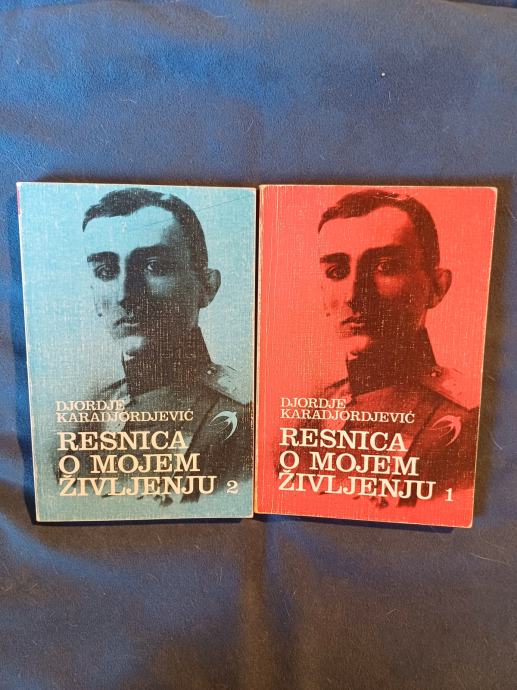 DJORDJE
KARADJORDJEVIĆ
RESNICA
O MOJEM
ŽIVLJENJU 2
DJORDJE
KARADJORDJEVIĆ
RESNICA
O MOJEM
ŽIVLJENJU 1